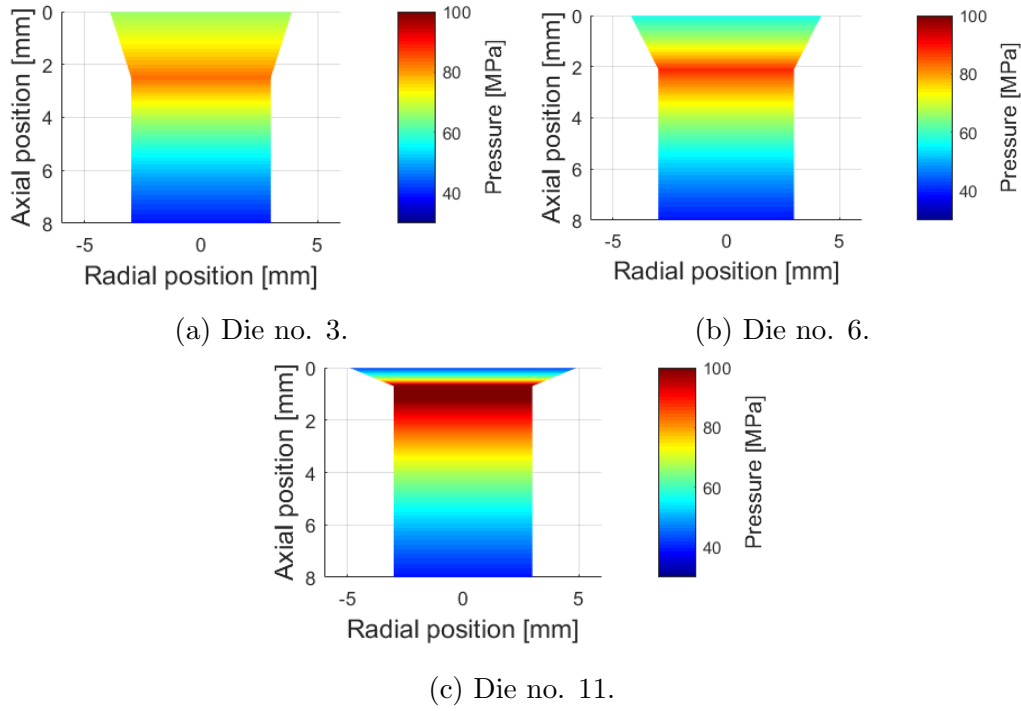 0
2
4
6
8
Axial position [mm]
-5 0 5
Radial position [mm]
100
80
60
40
Pressure [MPa]
(a) Die no. 3.
0
2
4
6
8
Axial position [mm]
-5 0 5
Radial position [mm]
100
80
60
40
Pressure [MPa]
(b) Die no. 6.
0
2
4
6
8
Axial position [mm]
-5 0 5
Radial position [mm]
100
80
60
40
Pressure [MPa]
(c) Die no. 11.